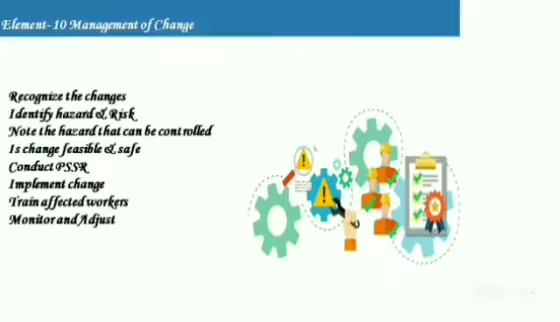 Element-10 Management of Change
Recognize the changes
Identify hazard & Risk
Note the hazard that can be controlled
Is change feasible & safe
Conduct PSSR
Implement change
Train affected workers
Monitor and Adjust